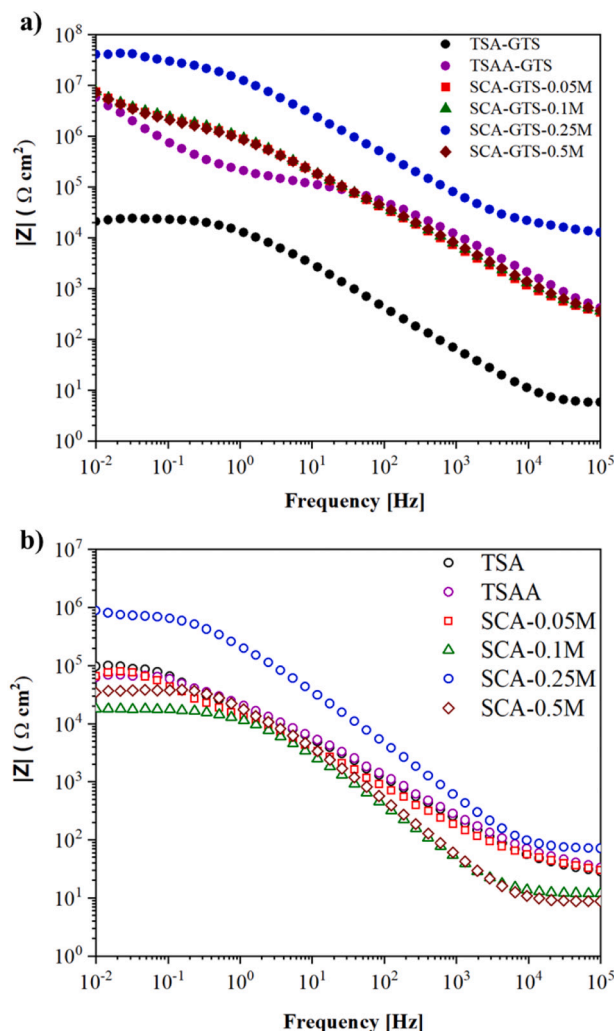 a)
10⁸
10⁷
10⁶
10⁵
10⁴
10³
10²
10¹
10⁰
|Z| ( Ω cm²)
TSA-GTS
TSAA-GTS
SCA-GTS-0.05M
SCA-GTS-0.1M
SCA-GTS-0.25M
SCA-GTS-0.5M
10⁻² 10⁻¹ 10⁰ 10¹ 10² 10³ 10⁴ 10⁵
Frequency [Hz]
b)
10⁷
10⁶
10⁵
10⁴
10³
10²
10¹
10⁰
|Z| ( Ω cm²)
TSA
TSAA
SCA-0.05M
SCA-0.1M
SCA-0.25M
SCA-0.5M
10⁻² 10⁻¹ 10⁰ 10¹ 10² 10³ 10⁴ 10⁵
Frequency [Hz]